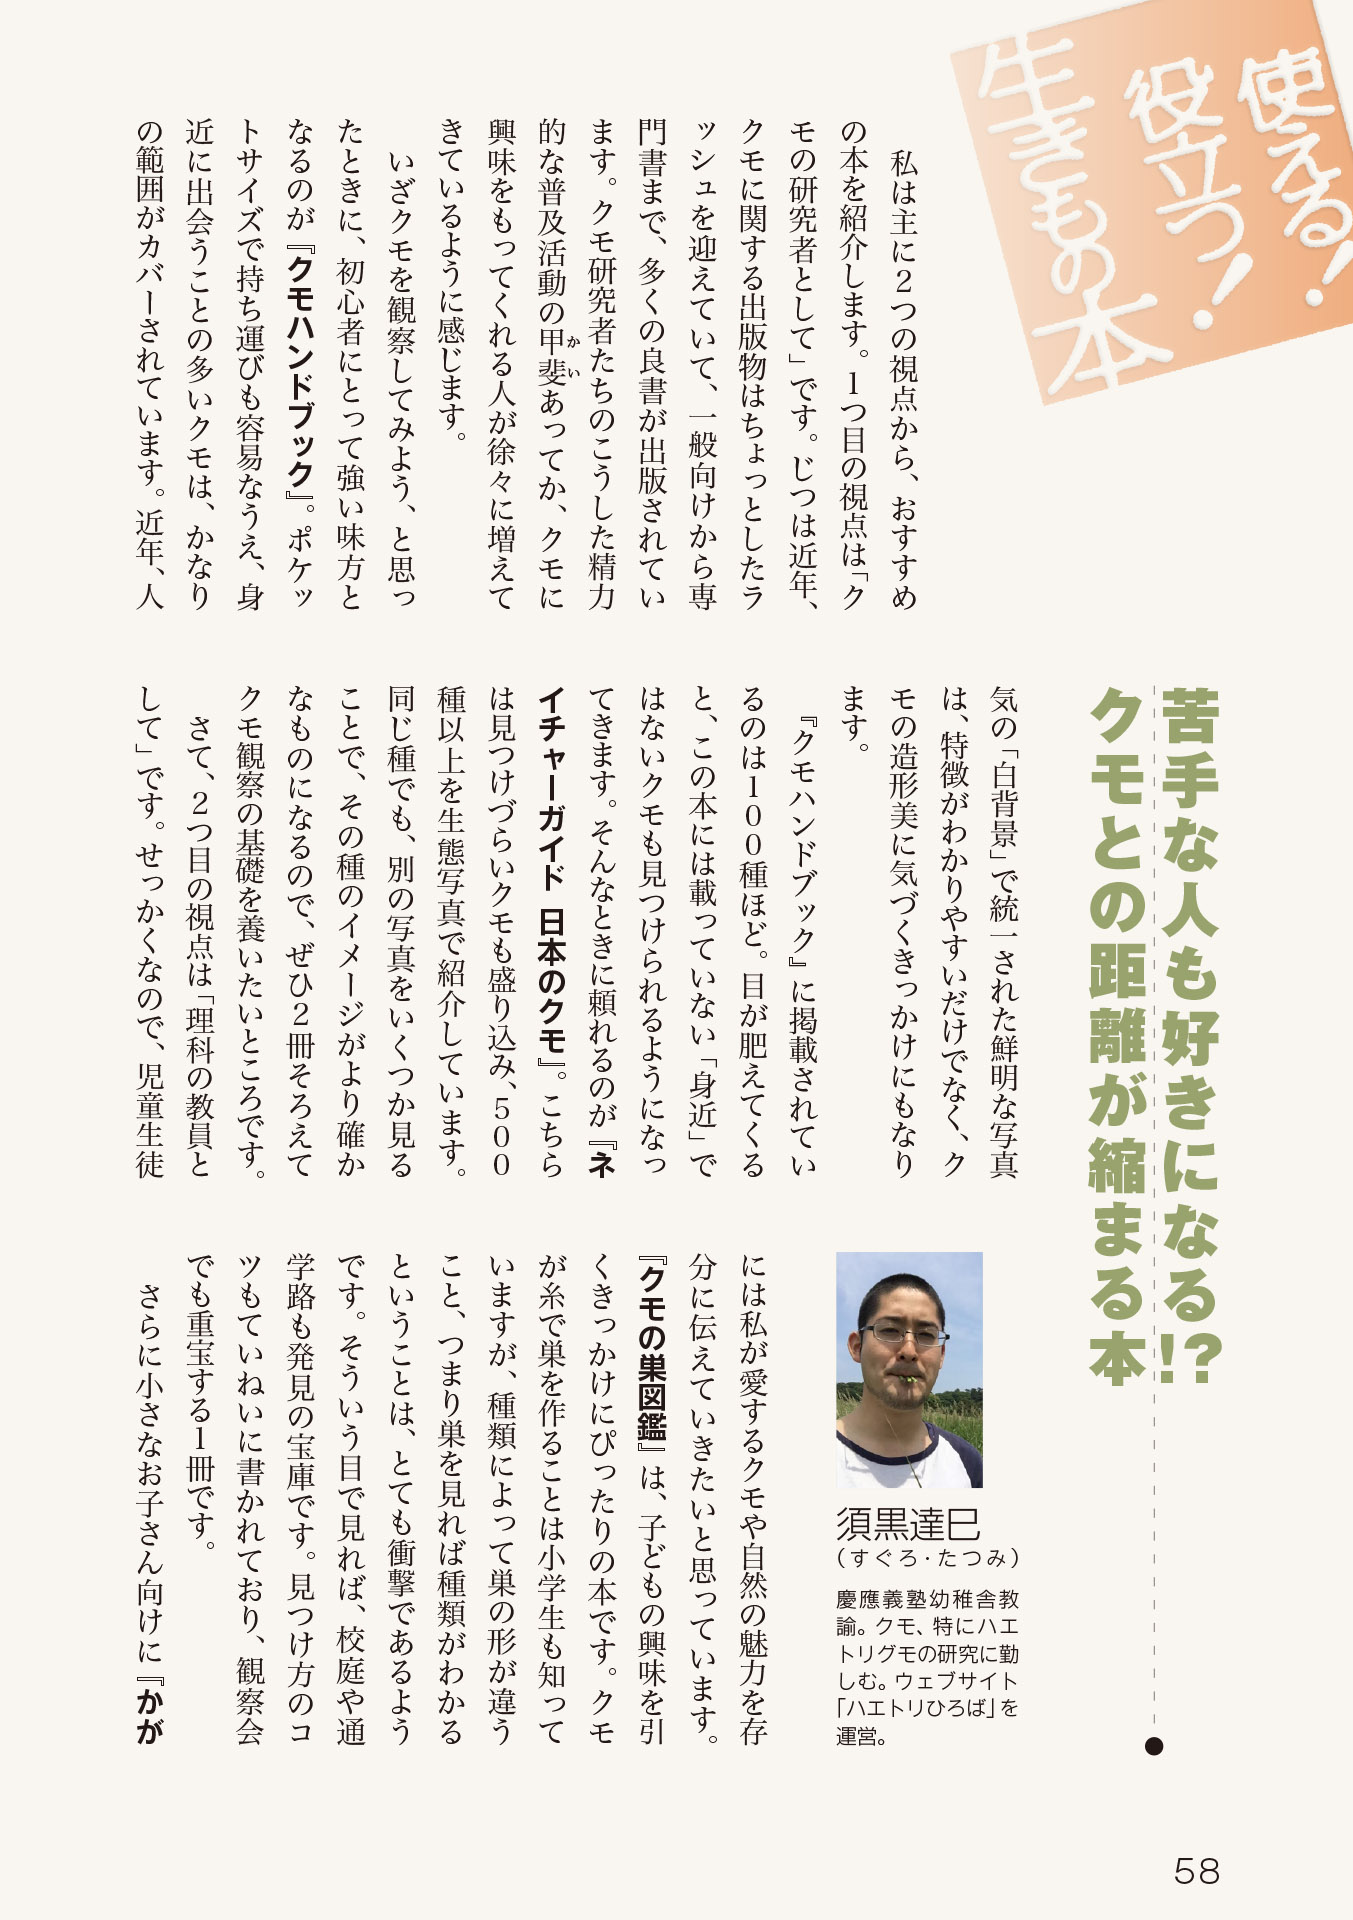 使える!
役立つ!
生きもの本
苦手な人も好きになる!?
クモとの距離が縮まる本
私は主に2つの視点から、おすすめ
の本を紹介します。1つ目の視点は「ク
モの研究者として」です。じつは近年、
クモに関する出版物はちょっとしたラ
ッシュを迎えていて、一般向けから専
門書まで、多くの良書が出版されてい
ます。クモ研究者たちのこうした精力
的な普及活動の甲斐あってか、クモに
かい
興味をもってくれる人が徐々に増えて
きているように感じます。
いざクモを観察してみよう、と思っ
たときに、初心者にとって強い味方と
なるのが『クモハンドブック』。ポケッ
トサイズで持ち運びも容易なうえ、身
近に出会うことの多いクモは、かなり
の範囲がカバーされています。近年、人
気の「白背景」で統一された鮮明な写真
は、特徴がわかりやすいだけでなく、ク
モの造形美に気づくきっかけにもなり
ます。
『クモハンドブック』に掲載されてい
るのは100種ほど。目が肥えてくる
と、この本には載っていない「身近」で
はないクモも見つけられるようになっ
てきます。そんなときに頼れるのが『ネ
イチャーガイド 日本のクモ』。こちら
は見つけづらいクモも盛り込み、500
種以上を生態写真で紹介しています。
同じ種でも、別の写真をいくつか見る
ことで、その種のイメージがより確か
なものになるので、ぜひ2冊そろえて
クモ観察の基礎を養いたいところです。
さて、2つ目の視点は「理科の教員と
して」です。せっかくなので、児童生徒
には私が愛するクモや自然の魅力を存
分に伝えていきたいと思っています。
『クモの巣図鑑』は、子どもの興味を引
くきっかけにぴったりの本です。クモ
が糸で巣を作ることは小学生も知って
いますが、種類によって巣の形が違う
こと、つまり巣を見れば種類がわかる
ということは、とても衝撃であるよう
です。そういう目で見れば、校庭や通
学路も発見の宝庫です。見つけ方のコ
ツもていねいに書かれており、観察会
でも重宝する1冊です。
さらに小さなお子さん向けに『かが
須黒達巳
(すぐろ・たつみ)
慶應義塾幼稚舎教
諭。クモ、特にハエ
トリグモの研究に勤
しむ。ウェブサイト
「ハエトリひろば」を
運営。
58